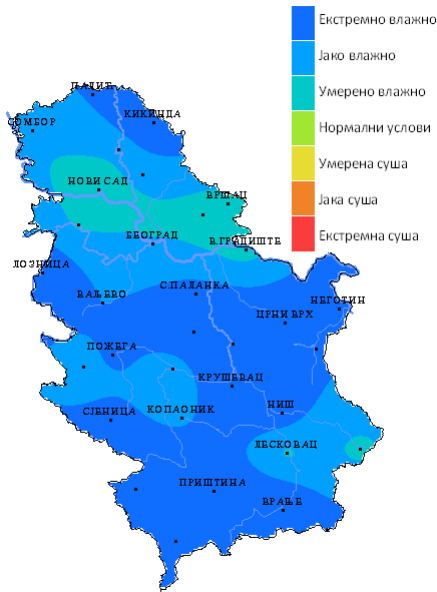 Екстремно влажно
Јако влажно
Умерено влажно
Нормални услови
Умерена суша
Јака суша
Екстремна суша
ПАЛИЋ
СОМБОР
КИКИНДА
НОВИ САД
ВРШАЦ
БЕОГРАД
В.ГРАДИШТЕ
ЛОЗНИЦА
С.ПАЛАНКА
ВАЉЕВО
НЕГОТИН
ЦРНИ ВРХ
ПОЖЕГА
КРУШЕВАЦ
СЈЕНИЦА
КОПАОНИК
НИШ
ЛЕСКОВАЦ
ПРИШТИНА
ВРАЊЕ